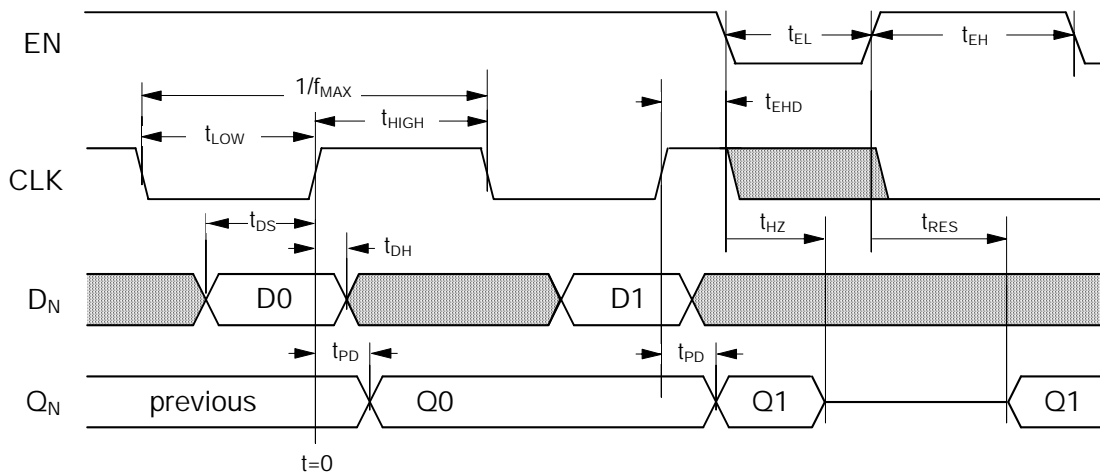 EN
t_EL
t_EH
1/f_MAX
t_EHD
t_LOW
t_HIGH
CLK
t_DS
t_HZ
t_RES
t_DH
D_N
D0
D1
t_PD
t_PD
Q_N
previous
Q0
Q1
Q1
t=0